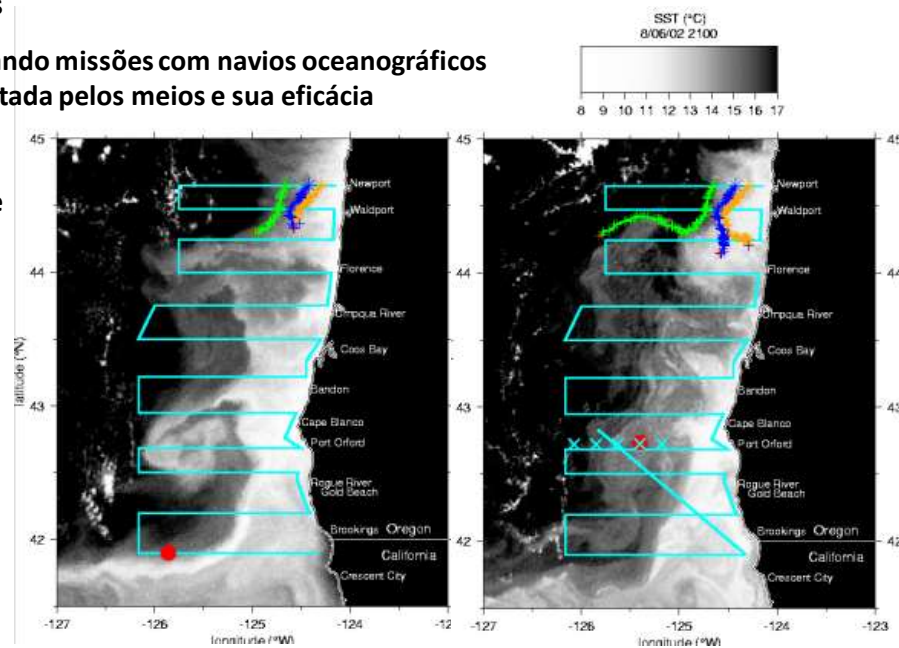 s
ando missões com navios oceanográficos
tada pelos meios e sua eficácia
e
SST (°C)
8/06/02 2100
8 9 10 11 12 13 14 15 16 17
45
44
43
42
latitude (°N)
Newport
Waldport
Florence
Umpqua River
Coos Bay
Bandon
Cape Blanco
Port Orford
Rogue River
Gold Beach
Brookings Oregon
California
Crescent City
-127 -126 -125 -124 -12
longitude (°W)
45
44
43
42
Newport
Waldport
Florence
Umpqua River
Coos Bay
Bandon
Cape Blanco
Port Orford
Rogue River
Gold Beach
Brookings Oregon
California
Crescent City
-127 -126 -125 -124 -123
longitude (°W)